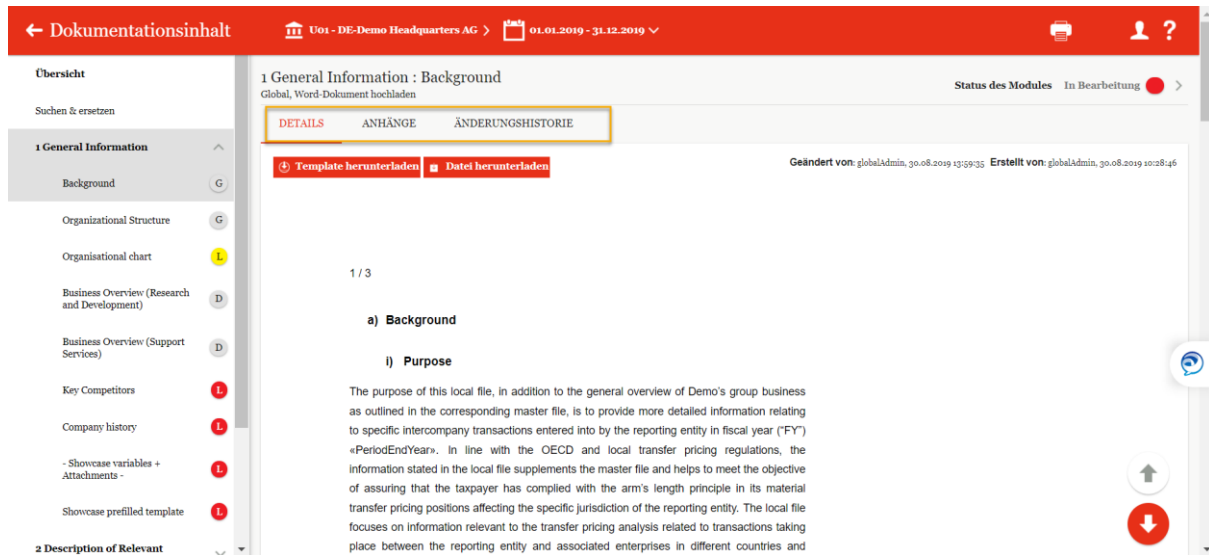 Dokumentationsinhalt
U01 - DE-Demo Headquarters AG
01.01.2019 - 31.12.2019
?
Übersicht
Suchen & ersetzen
1 General Information
Background
G
Organizational Structure
G
Organisational chart
L
Business Overview (Research
and Development)
D
Business Overview (Support
Services)
D
Key Competitors
L
Company history
L
- Showcase variables +
Attachments -
L
Showcase prefilled template
L
2 Description of Relevant
1 General Information : Background
Global, Word-Dokument hochladen
Status des Modules In Bearbeitung
DETAILS ANHÄNGE ÄNDERUNGSHISTORIE
Template herunterladen Datei herunterladen
Geändert von: globalAdmin, 30.08.2019 13:59:35 Erstellt von: globalAdmin, 30.08.2019 10:28:46
1 / 3
a) Background
i) Purpose
The purpose of this local file, in addition to the general overview of Demo's group business
as outlined in the corresponding master file, is to provide more detailed information relating
to specific intercompany transactions entered into by the reporting entity in fiscal year ("FY")
«PeriodEndYear». In line with the OECD and local transfer pricing regulations, the
information stated in the local file supplements the master file and helps to meet the objective
of assuring that the taxpayer has complied with the arm's length principle in its material
transfer pricing positions affecting the specific jurisdiction of the reporting entity. The local file
focuses on information relevant to the transfer pricing analysis related to transactions taking
place between the reporting entity and associated enterprises in different countries and